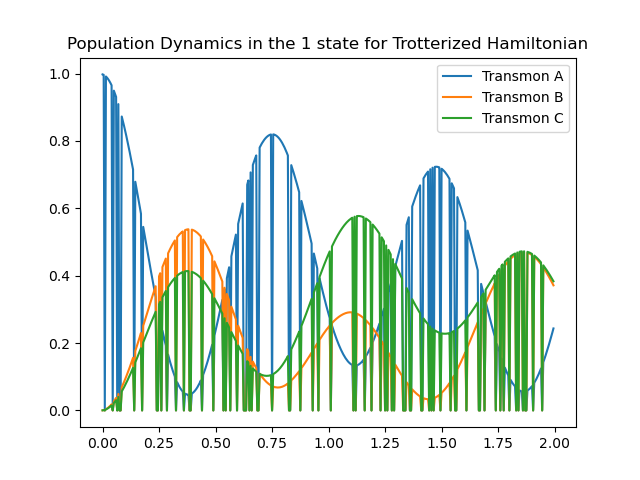 Population Dynamics in the 1 state for Trotterized Hamiltonian
Transmon A
Transmon B
Transmon C
1.0
0.8
0.6
0.4
0.2
0.0
0.00 0.25 0.50 0.75 1.00 1.25 1.50 1.75 2.00